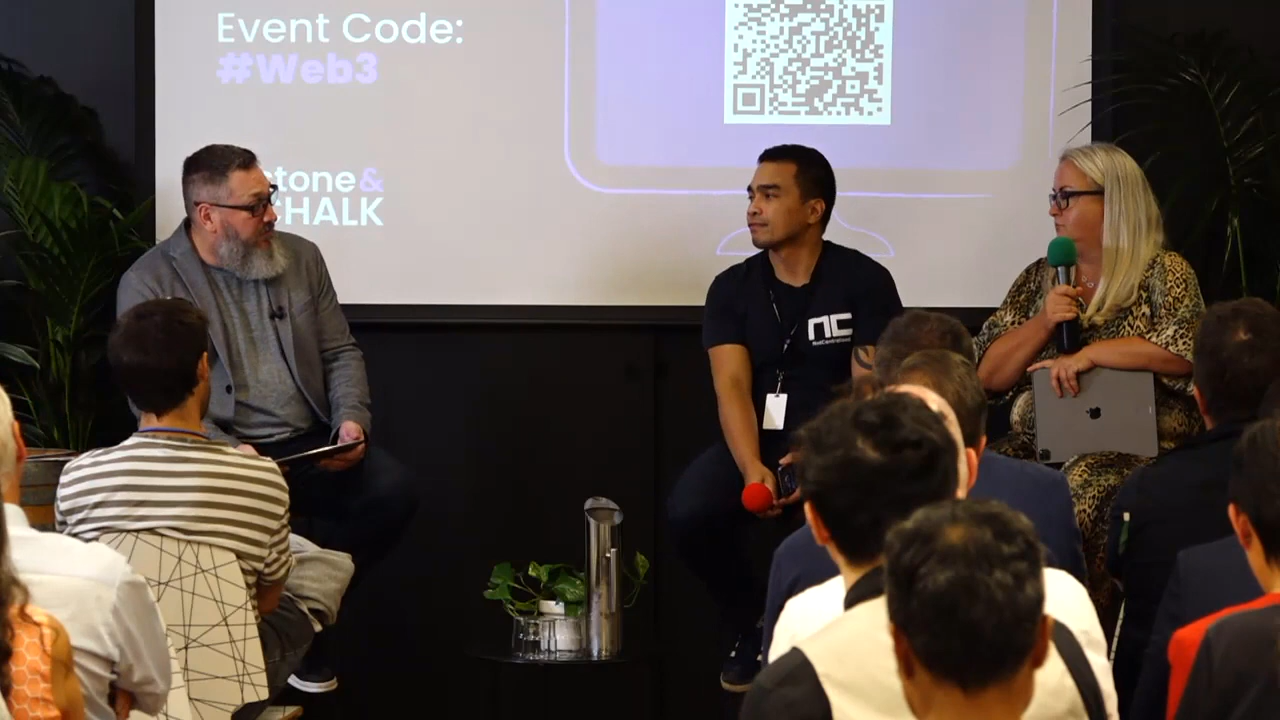 Event Code:
#Web3
stone&
CHALK
nc
NotCentralised